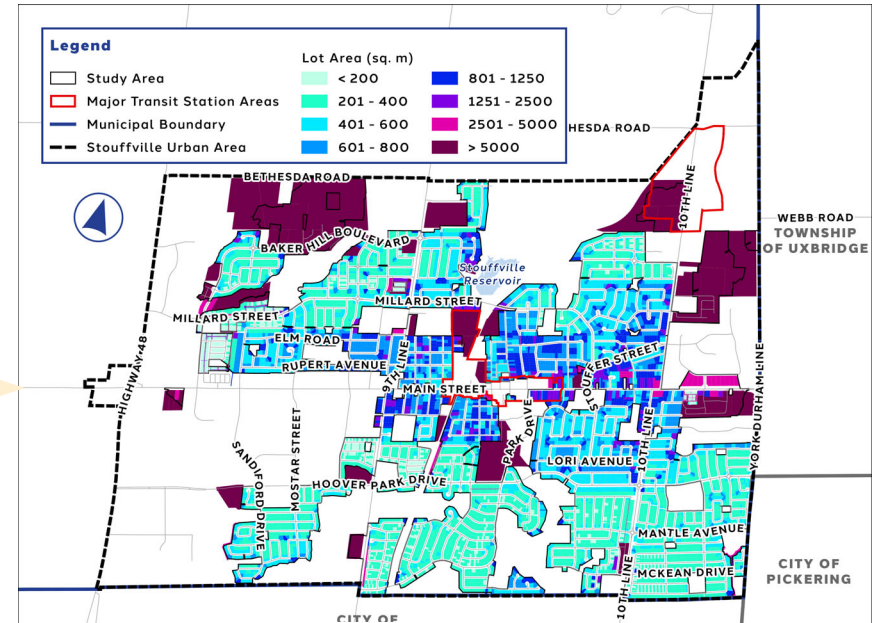 Legend
Lot Area (sq. m)
Study Area
Major Transit Station Areas
Municipal Boundary
Stouffville Urban Area
< 200
201 - 400
401 - 600
601 - 800
801 - 1250
1251 - 2500
2501 - 5000
> 5000
HESDA ROAD
BETHESDA ROAD
10TH LINE
WEBB ROAD
TOWNSHIP
OF UXBRIDGE
BAKER HILL BOULEVARD
Stouffville
Reservoir
MILLARD STREET
MILLARD STREET
ELM ROAD
RUPERT AVENUE
9TH LINE
HIGHWAY 48
MAIN STREET
STOUFFER STREET
YORK DURHAM LINE
PARK DRIVE
10TH LINE
MOSTAR STREET
SANDIFORD DRIVE
LORI AVENUE
HOOVER PARK DRIVE
MANTLE AVENUE
MCKEAN DRIVE
10TH LINE
CITY OF
PICKERING
CITY OF